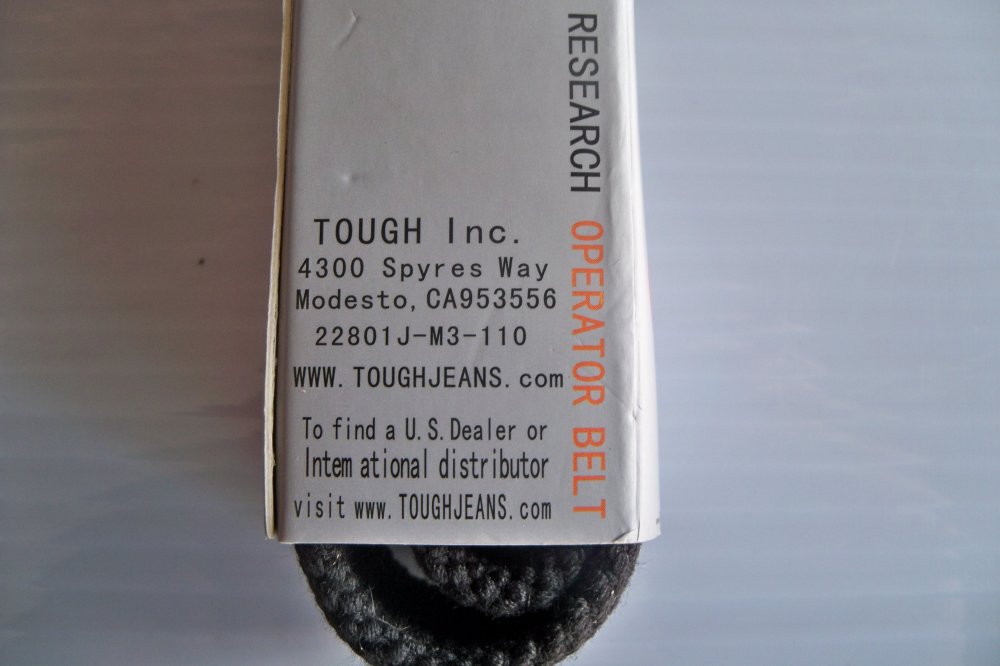 TOUGH Inc.
4300 Spyres Way
Modesto, CA953556
22801J-M3-110
WWW. TOUGHJEANS. com
To find a U. S. Dealer or
Intem ational distributor
visit www. TOUGHJEANS. com
RESEARCH OPERATOR BELT